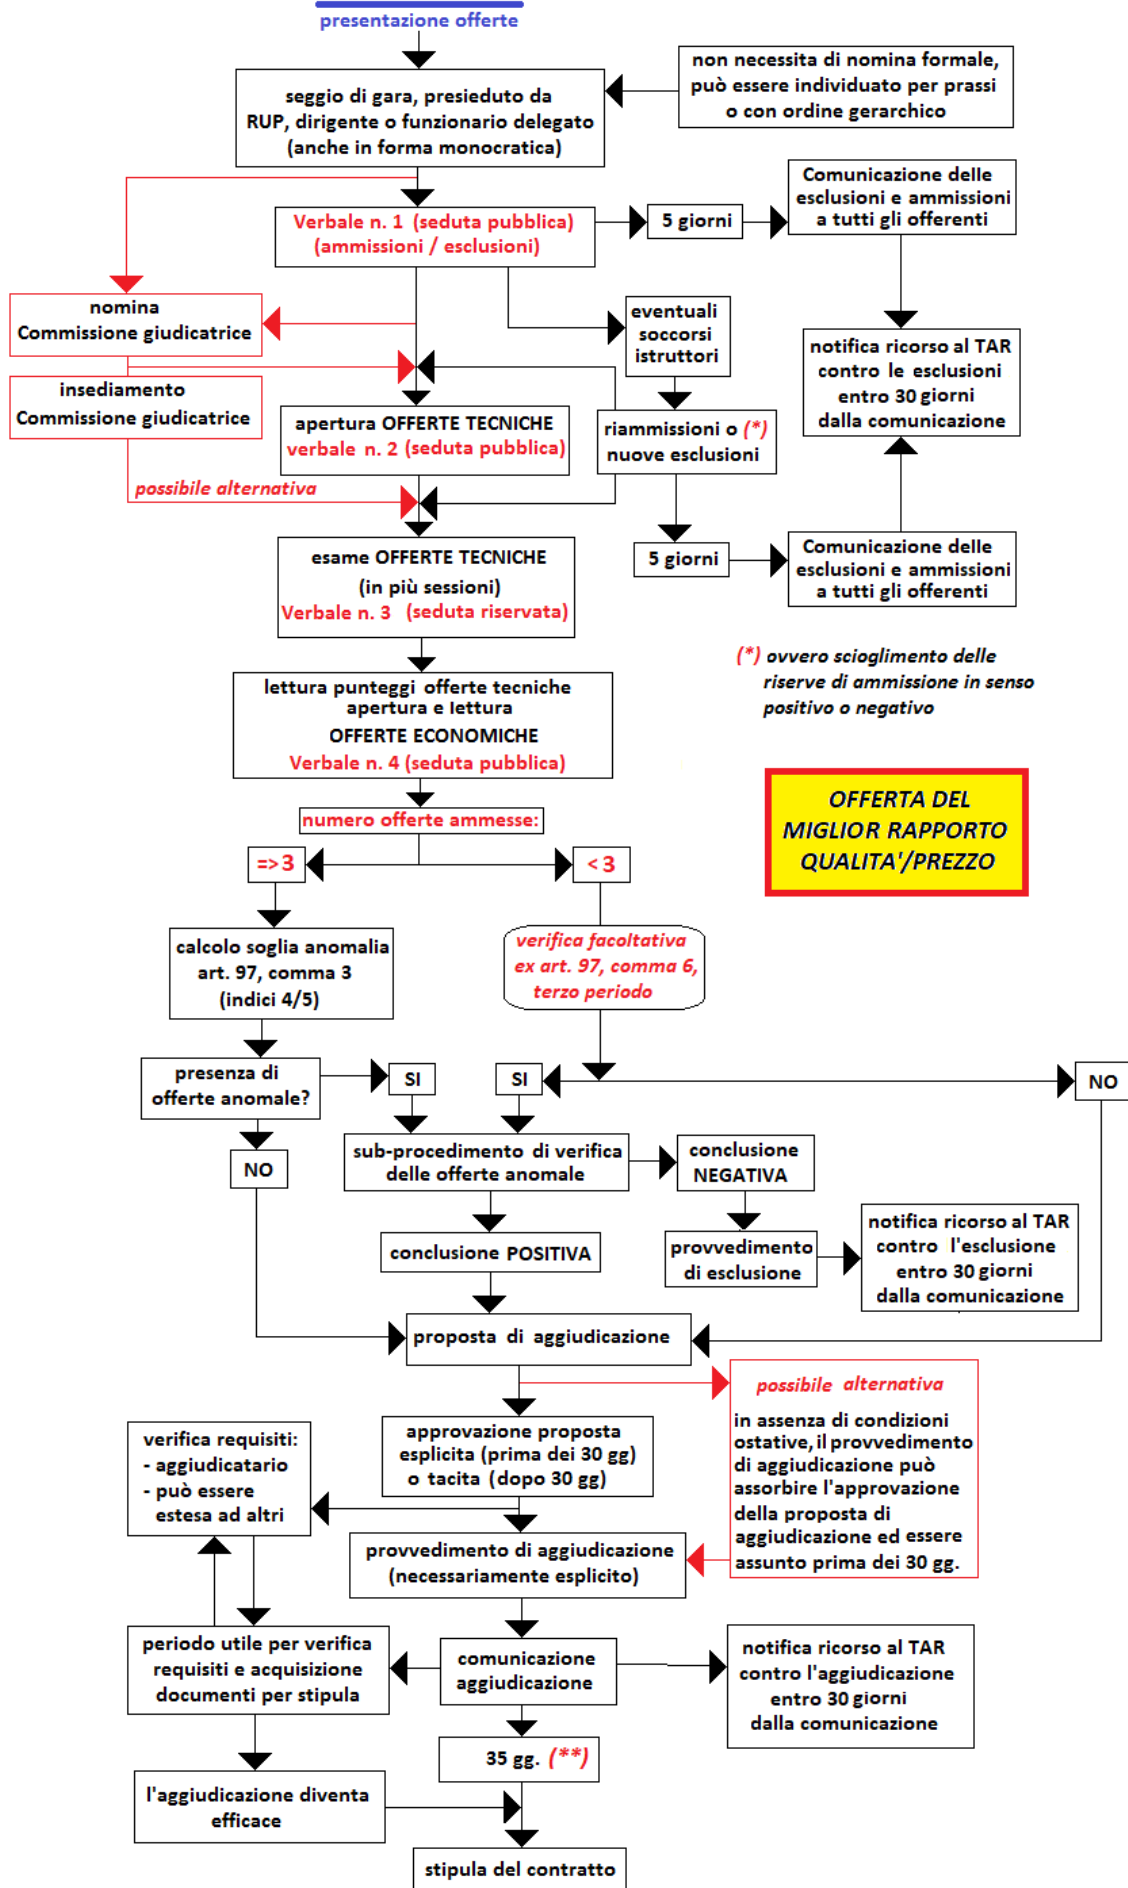 presentazione offerte
seggio di gara, presieduto da
RUP, dirigente o funzionario delegato
(anche in forma monocratica)
non necessita di nomina formale,
può essere individuato per prassi
o con ordine gerarchico
Verbale n. 1 (seduta pubblica)
(ammissioni / esclusioni)
5 giorni
Comunicazione delle
esclusioni e ammissioni
a tutti gli offerenti
nomina
Commissione giudicatrice
eventuali
soccorsi
istruttori
notifica ricorso al TAR
contro le esclusioni
entro 30 giorni
dalla comunicazione
insediamento
Commissione giudicatrice
apertura OFFERTE TECNICHE
verbale n. 2 (seduta pubblica)
riammissioni o (*)
nuove esclusioni
possibile alternativa
esame OFFERTE TECNICHE
(in più sessioni)
Verbale n. 3 (seduta riservata)
5 giorni
Comunicazione delle
esclusioni e ammissioni
a tutti gli offerenti
(*) ovvero scioglimento delle
riserve di ammissione in senso
positivo o negativo
lettura punteggi offerte tecniche
apertura e lettura
OFFERTE ECONOMICHE
Verbale n. 4 (seduta pubblica)
OFFERTA DEL
MIGLIOR RAPPORTO
QUALITA'/PREZZO
numero offerte ammesse:
=> 3
< 3
calcolo soglia anomalia
art. 97, comma 3
(indici 4/5)
verifica facoltativa
ex art. 97, comma 6,
terzo periodo
presenza di
offerte anomale?
SI
SI
NO
NO
sub-procedimento di verifica
delle offerte anomale
conclusione
NEGATIVA
conclusione POSITIVA
provvedimento
di esclusione
notifica ricorso al TAR
contro l'esclusione
entro 30 giorni
dalla comunicazione
proposta di aggiudicazione
possibile alternativa
in assenza di condizioni
ostative, il provvedimento
di aggiudicazione può
assorbire l'approvazione
della proposta di
aggiudicazione ed essere
assunto prima dei 30 gg.
approvazione proposta
esplicita (prima dei 30 gg)
o tacita (dopo 30 gg)
verifica requisiti:
- aggiudicatario
- può essere
estesa ad altri
provvedimento di aggiudicazione
(necessariamente esplicito)
periodo utile per verifica
requisiti e acquisizione
documenti per stipula
comunicazione
aggiudicazione
notifica ricorso al TAR
contro l'aggiudicazione
entro 30 giorni
dalla comunicazione
35 gg. (**)
l'aggiudicazione diventa
efficace
stipula del contratto